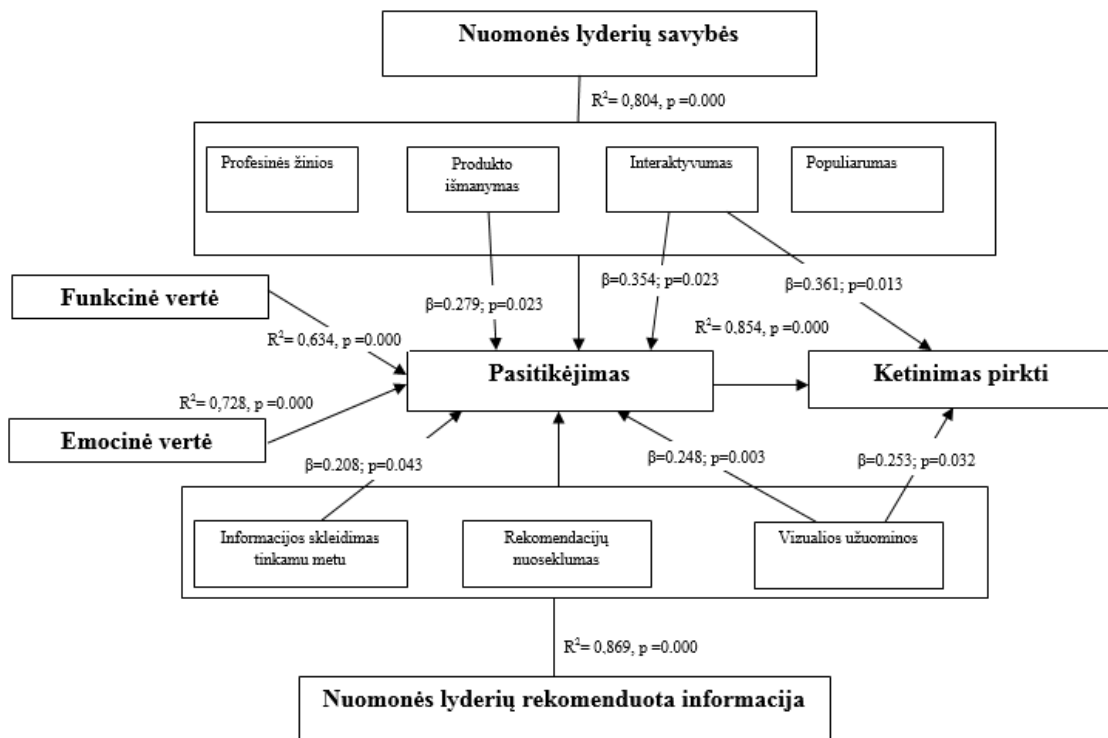 Nuomonės lyderių savybės
R²= 0,804, p =0.000
Profesinės žinios
Produkto
išmanymas
Interaktyvumas
Populiarumas
Funkcinė vertė
β=0.279; p=0.023
β=0.354; p=0.023
β=0.361; p=0.013
R²= 0,634, p =0.000
R²= 0,854, p =0.000
Pasitikėjimas
Ketinimas pirkti
R²= 0,728, p =0.000
Emocinė vertė
β=0.208; p=0.043
β=0.248; p=0.003
β=0.253; p=0.032
Informacijos skleidimas
tinkamu metu
Rekomendacijų
nuoseklumas
Vizualios užuominos
R²= 0,869, p =0.000
Nuomonės lyderių rekomenduota informacija